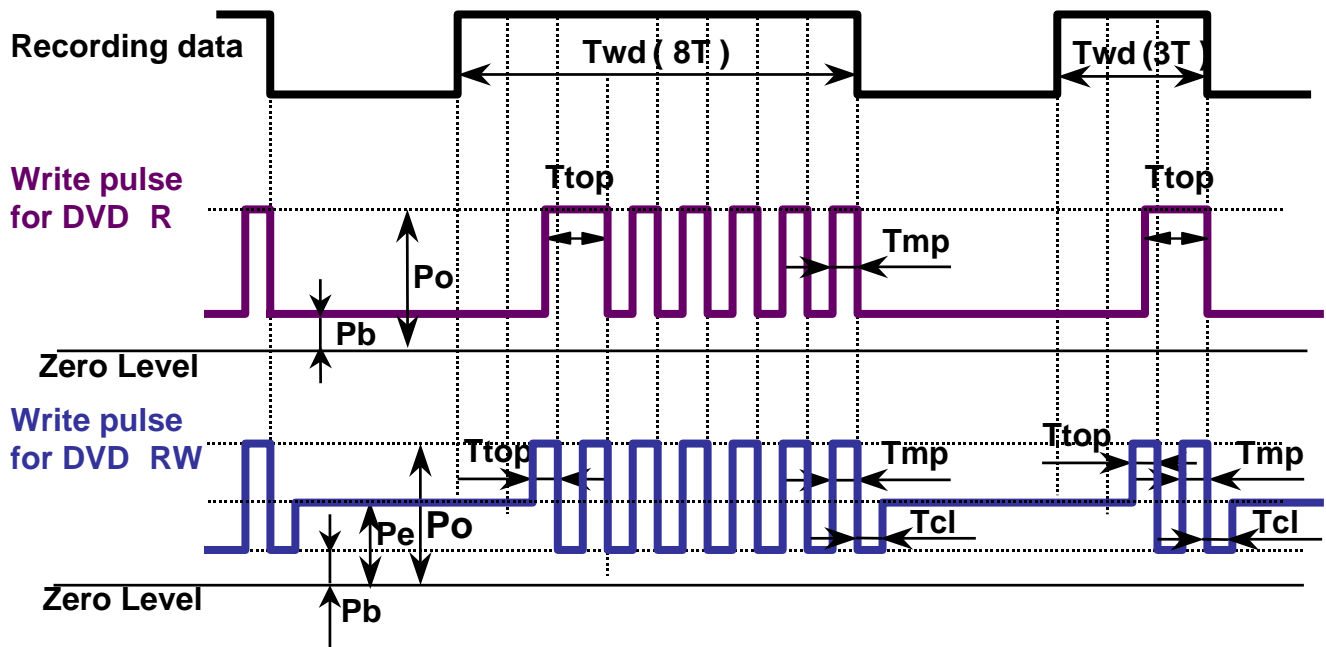 Recording data
Twd ( 8T )
Twd (3T )
Write pulse
for DVD R
Ttop
Ttop
Po
Tmp
Pb
Zero Level
Write pulse
for DVD RW
Ttop
Tmp
Ttop
Tmp
Pe
Po
Tcl
Tcl
Zero Level
Pb